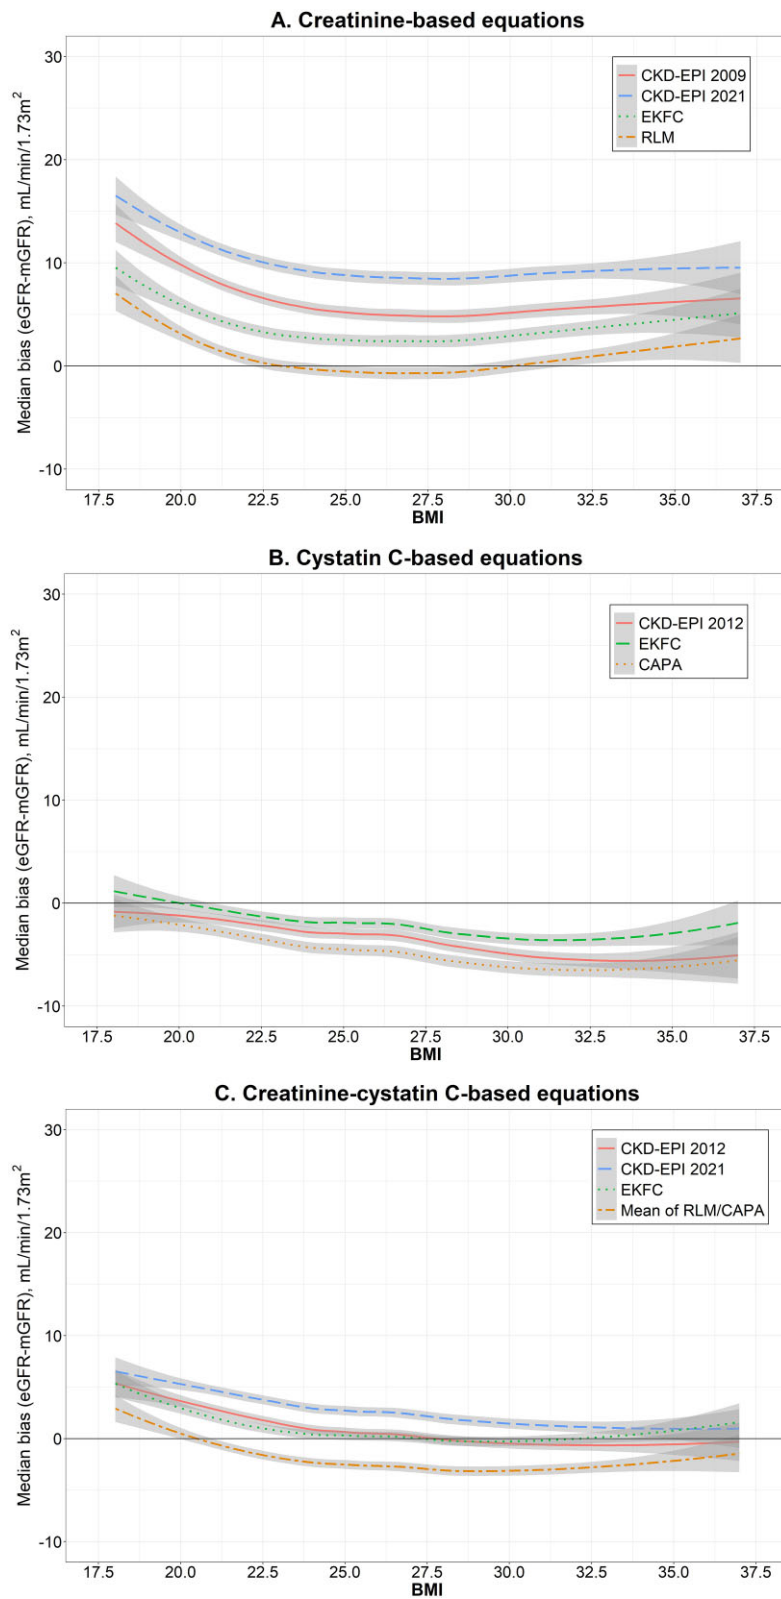 A. Creatinine-based equations
Median bias (eGFR-mGFR), mL/min/1.73m²
30
20
10
0
-10
CKD-EPI 2009
CKD-EPI 2021
EKFC
RLM
17.5 20.0 22.5 25.0 27.5 30.0 32.5 35.0 37.5
BMI
B. Cystatin C-based equations
Median bias (eGFR-mGFR), mL/min/1.73m²
30
20
10
0
-10
CKD-EPI 2012
EKFC
CAPA
17.5 20.0 22.5 25.0 27.5 30.0 32.5 35.0 37.5
BMI
C. Creatinine-cystatin C-based equations
Median bias (eGFR-mGFR), mL/min/1.73m²
30
20
10
0
-10
CKD-EPI 2012
CKD-EPI 2021
EKFC
Mean of RLM/CAPA
17.5 20.0 22.5 25.0 27.5 30.0 32.5 35.0 37.5
BMI